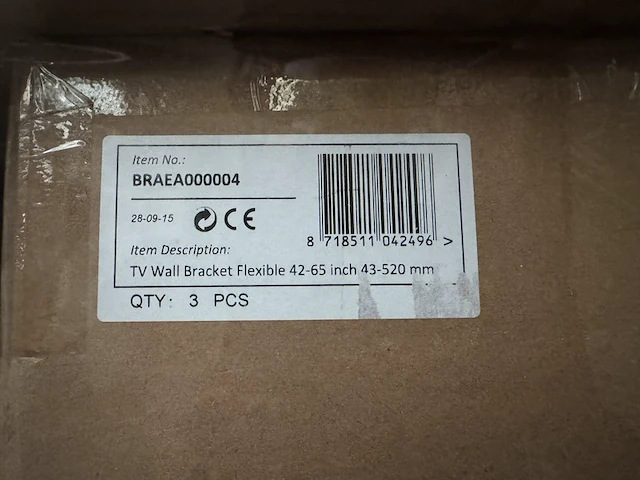 Item No.:
BRAEA000004
28-09-15 CE
8 718511 042496 >
Item Description:
TV Wall Bracket Flexible 42-65 inch 43-520 mm
QTY: 3 PCS